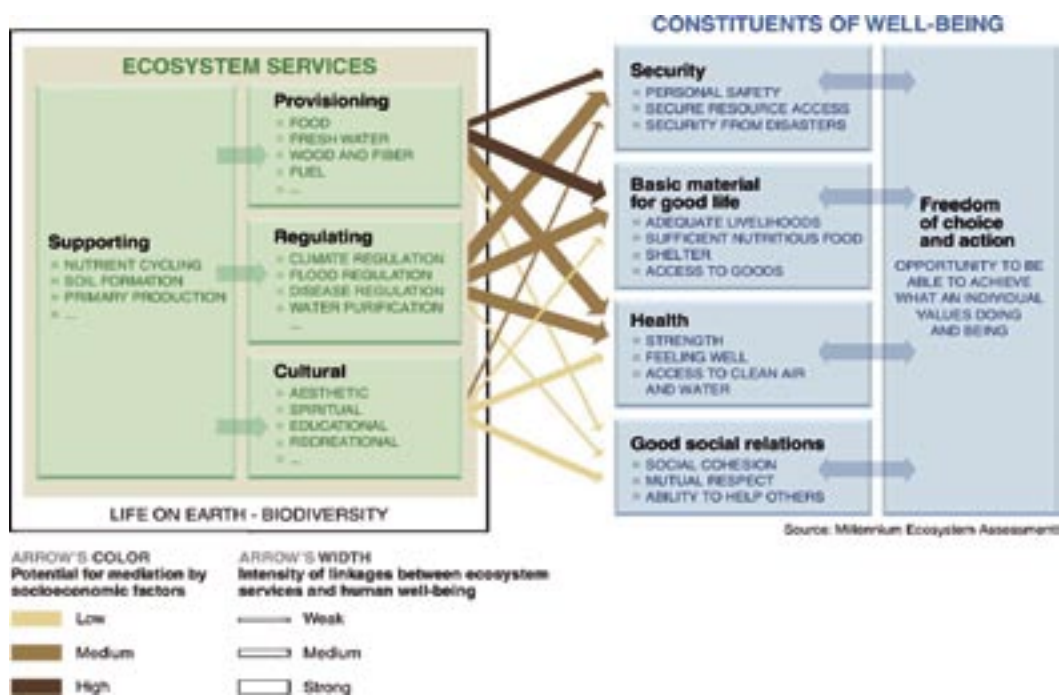 ECOSYSTEM SERVICES
Supporting
NUTRIENT CYCLING
SOIL FORMATION
PRIMARY PRODUCTION
...
Provisioning
FOOD
FRESH WATER
WOOD AND FIBER
FUEL
...
Regulating
CLIMATE REGULATION
FLOOD REGULATION
DISEASE REGULATION
WATER PURIFICATION
...
Cultural
AESTHETIC
SPIRITUAL
EDUCATIONAL
RECREATIONAL
...
LIFE ON EARTH - BIODIVERSITY
CONSTITUENTS OF WELL-BEING
Security
PERSONAL SAFETY
SECURE RESOURCE ACCESS
SECURITY FROM DISASTERS
Basic material
for good life
ADEQUATE LIVELIHOODS
SUFFICIENT NUTRITIOUS FOOD
SHELTER
ACCESS TO GOODS
Health
STRENGTH
FEELING WELL
ACCESS TO CLEAN AIR
AND WATER
Good social relations
SOCIAL COHESION
MUTUAL RESPECT
ABILITY TO HELP OTHERS
Freedom
of choice
and action
OPPORTUNITY TO BE
ABLE TO ACHIEVE
WHAT AN INDIVIDUAL
VALUES DOING
AND BEING
Source: Millennium Ecosystem Assessment
ARROW'S COLOR
Potential for mediation by
socioeconomic factors
Low
Medium
High
ARROW'S WIDTH
Intensity of linkages between ecosystem
services and human well-being
Weak
Medium
Strong